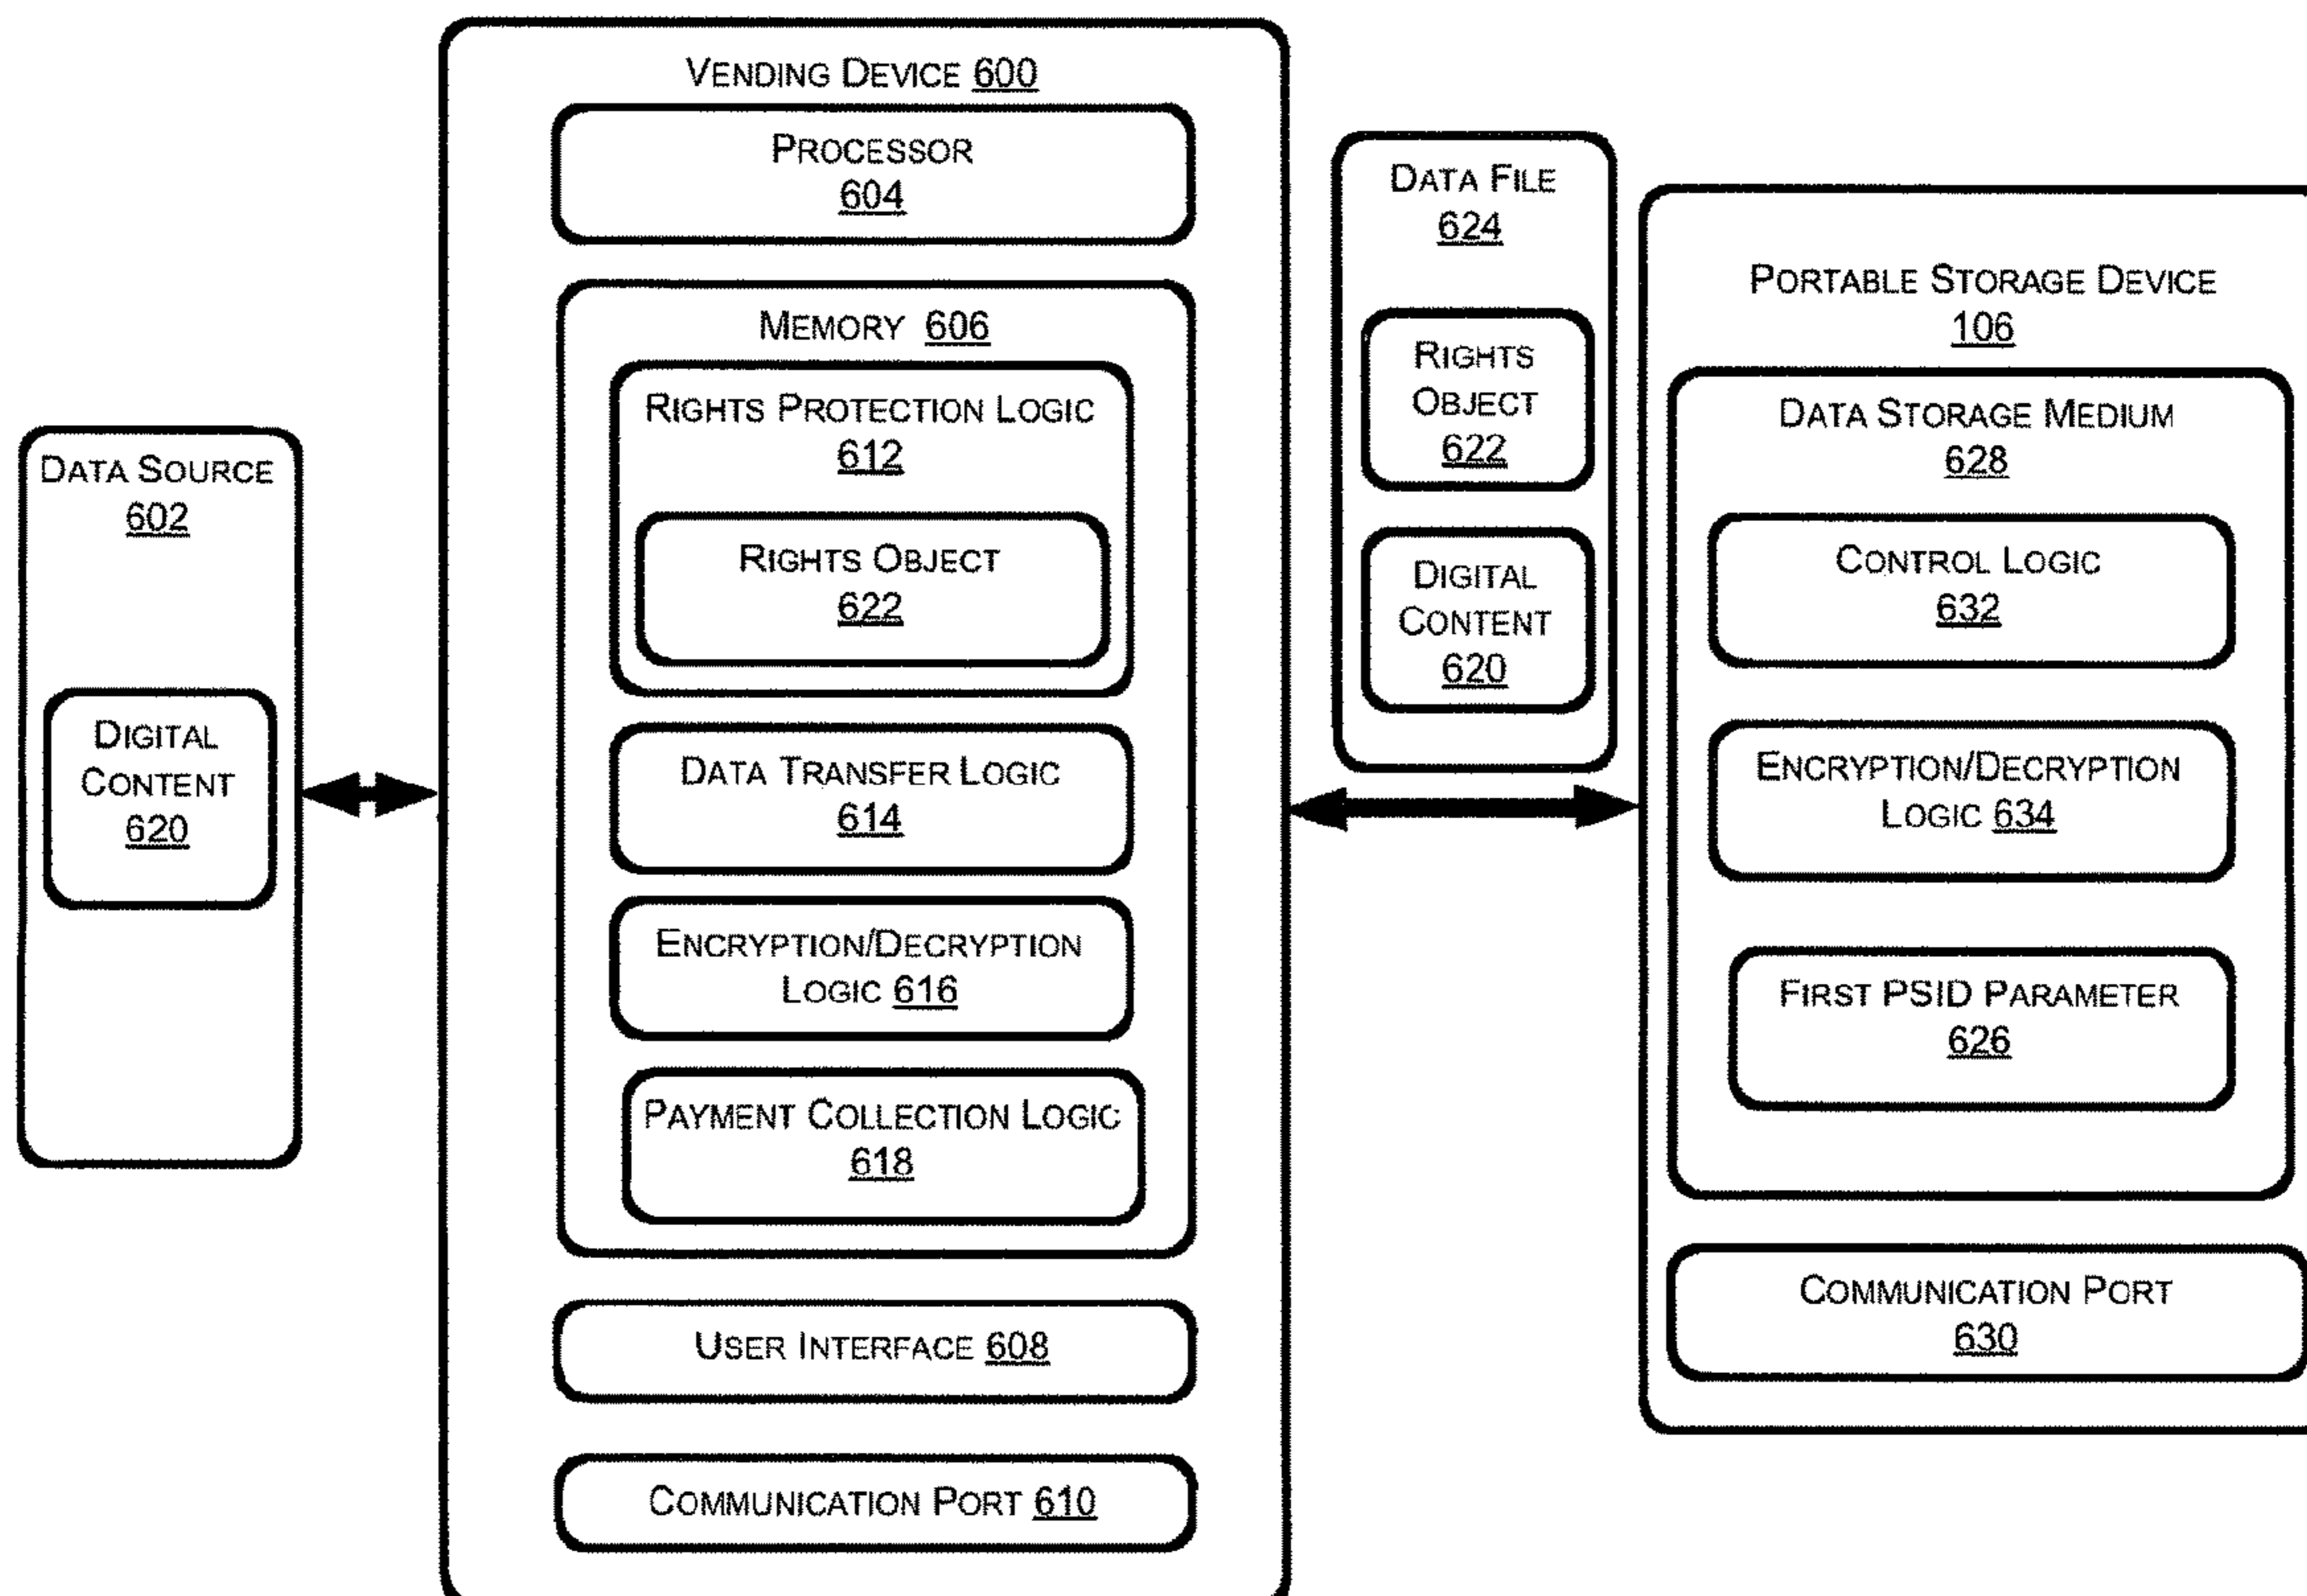 DATA SOURCE
602
DIGITAL
CONTENT
620
VENDING DEVICE 600
PROCESSOR
604
MEMORY 606
RIGHTS PROTECTION LOGIC
612
RIGHTS OBJECT
622
DATA TRANSFER LOGIC
614
ENCRYPTION/DECRYPTION
LOGIC 616
PAYMENT COLLECTION LOGIC
618
USER INTERFACE 608
COMMUNICATION PORT 610
DATA FILE
624
RIGHTS
OBJECT
622
DIGITAL
CONTENT
620
PORTABLE STORAGE DEVICE
106
DATA STORAGE MEDIUM
628
CONTROL LOGIC
632
ENCRYPTION/DECRYPTION
LOGIC 634
FIRST PSID PARAMETER
626
COMMUNICATION PORT
630